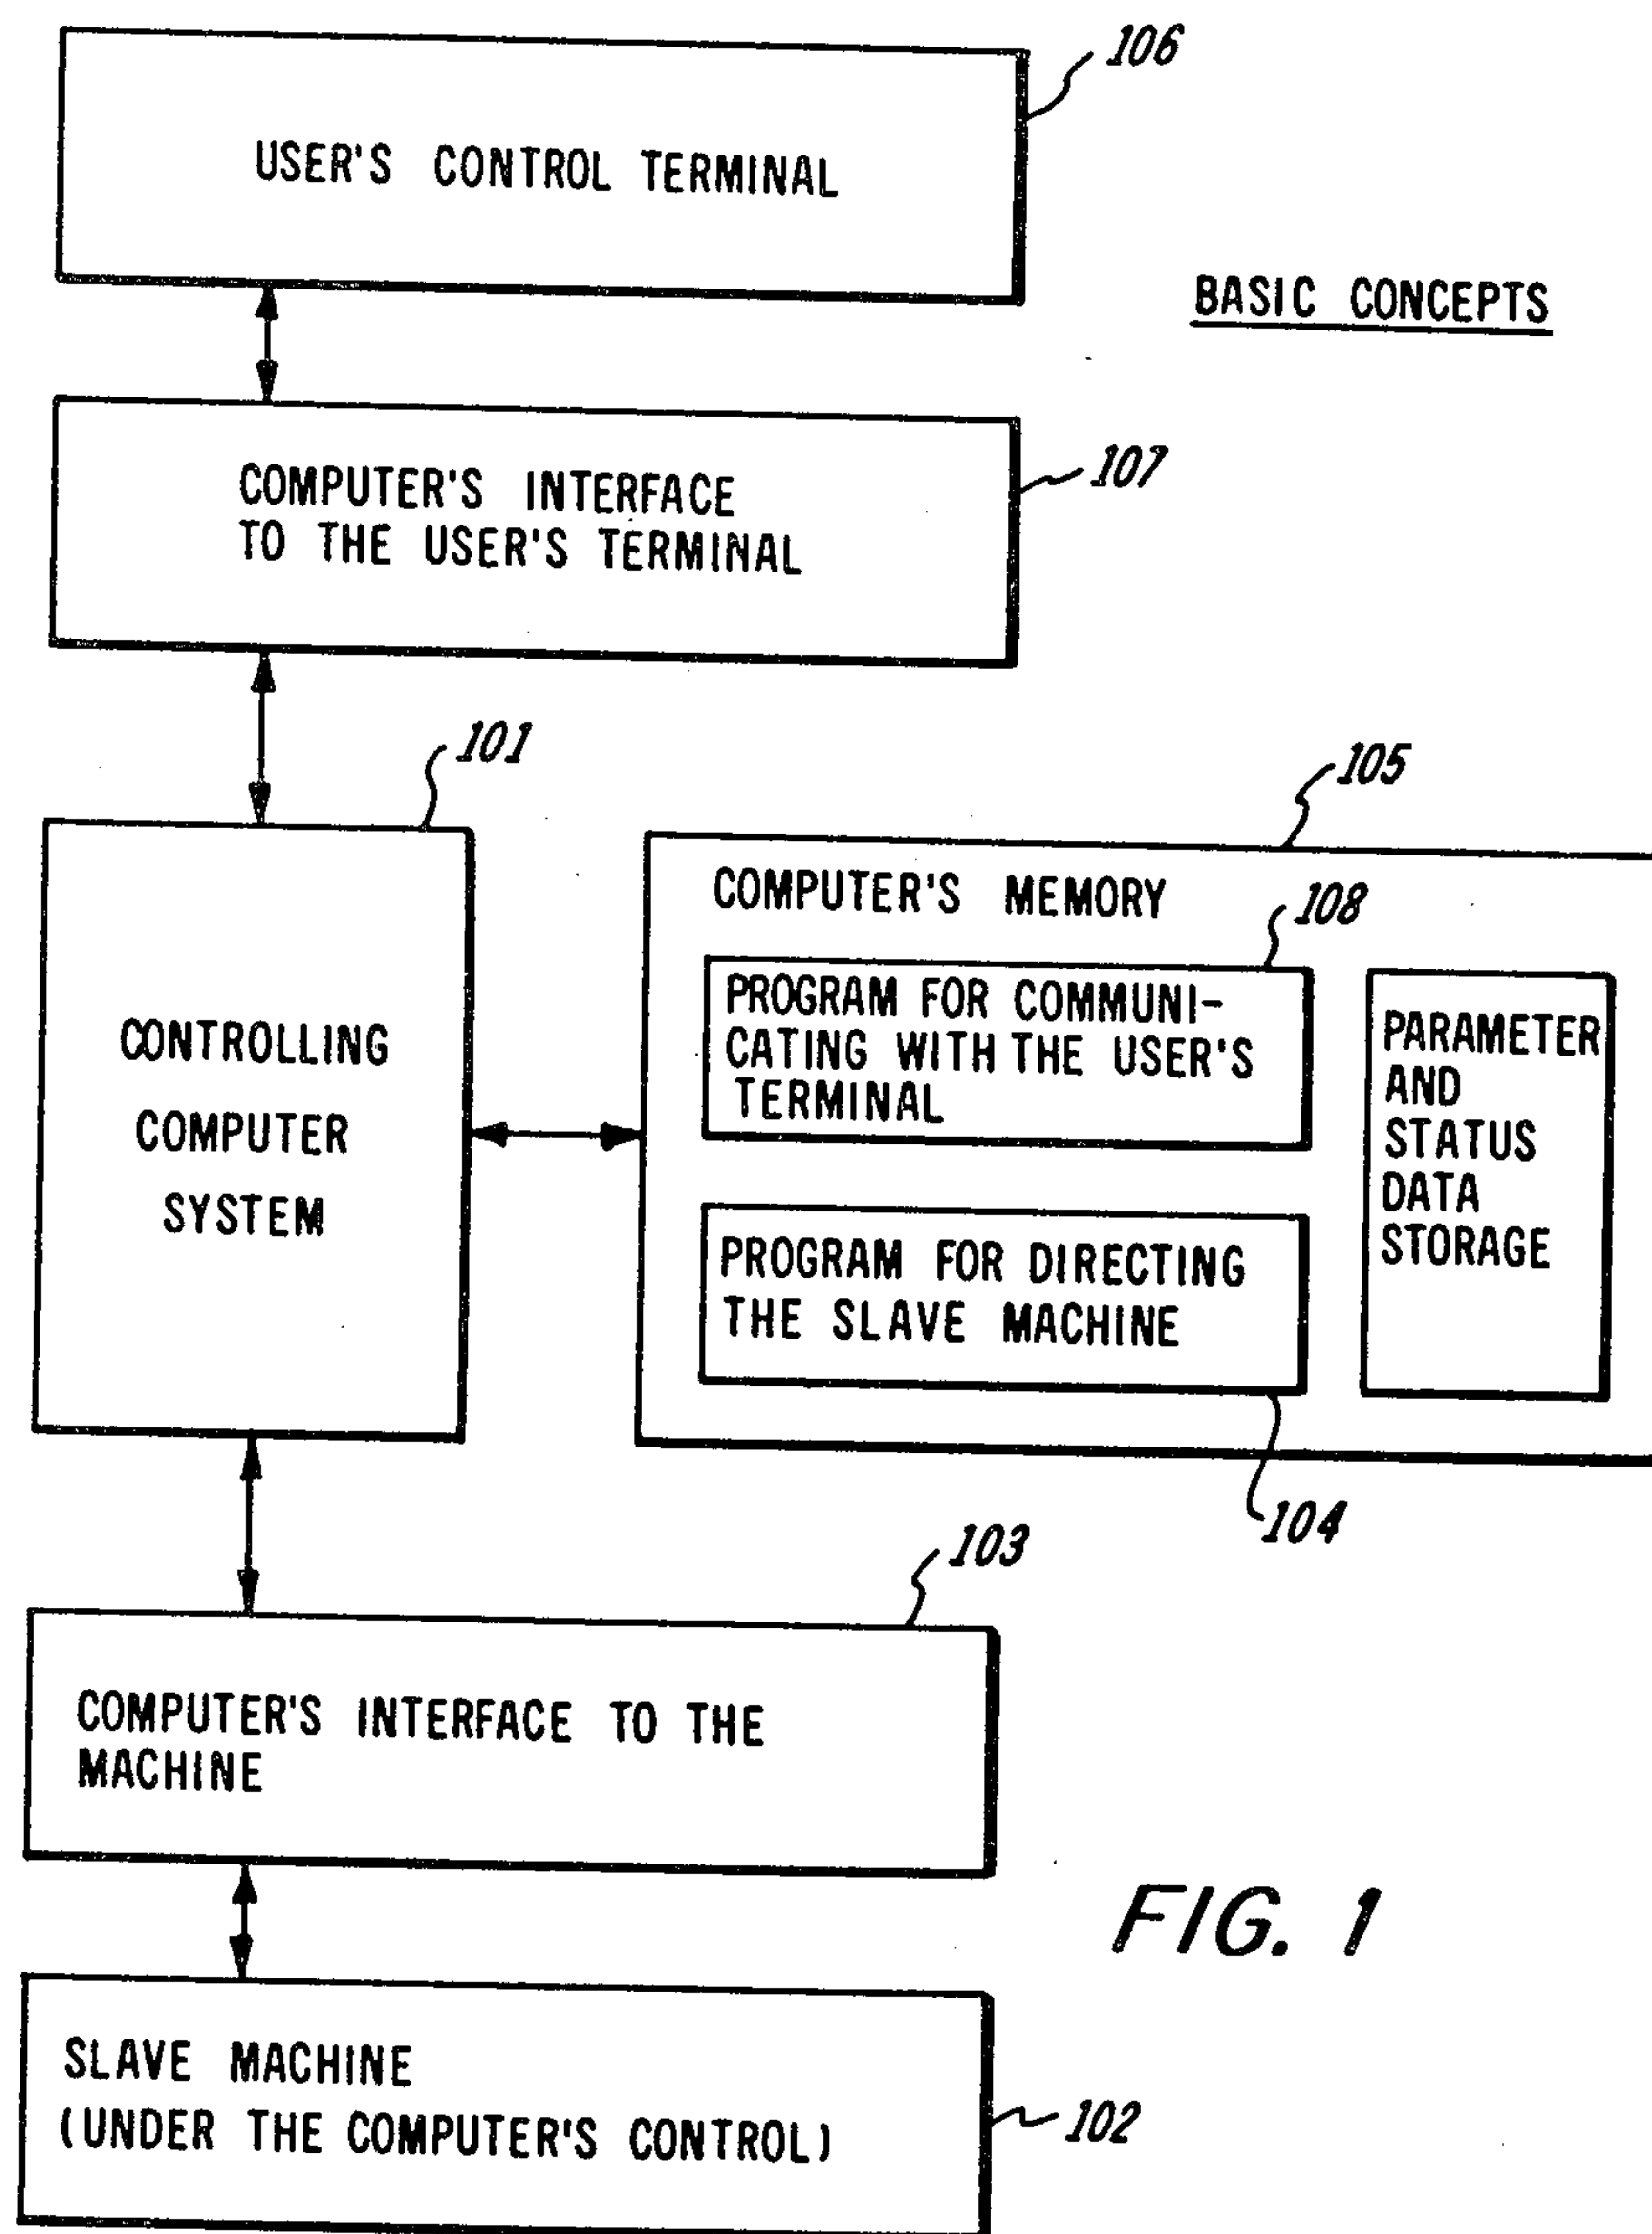 106
USER'S CONTROL TERMINAL
BASIC CONCEPTS
107
COMPUTER'S INTERFACE
TO THE USER'S TERMINAL
101
CONTROLLING
COMPUTER
SYSTEM
105
COMPUTER'S MEMORY
108
PROGRAM FOR COMMUNI-
CATING WITH THE USER'S
TERMINAL
PROGRAM FOR DIRECTING
THE SLAVE MACHINE
PARAMETER
AND
STATUS
DATA
STORAGE
104
103
COMPUTER'S INTERFACE TO THE
MACHINE
FIG. 1
SLAVE MACHINE
(UNDER THE COMPUTER'S CONTROL)
102